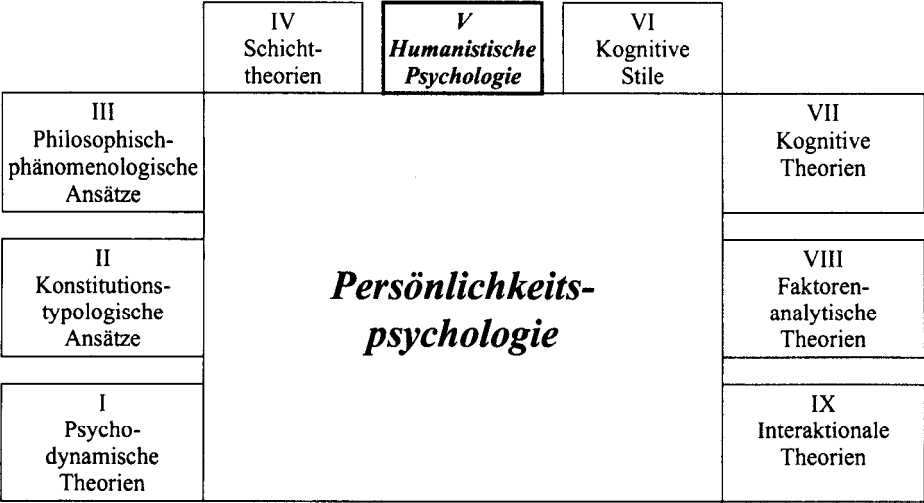 IV
Schicht-
theorien
V
Humanistische
Psychologie
VI
Kognitive
Stile
III
Philosophisch-
phänomenologische
Ansätze
VII
Kognitive
Theorien
II
Konstitutions-
typologische
Ansätze
Persönlichkeits-
psychologie
VIII
Faktoren-
analytische
Theorien
I
Psycho-
dynamische
Theorien
IX
Interaktionale
Theorien